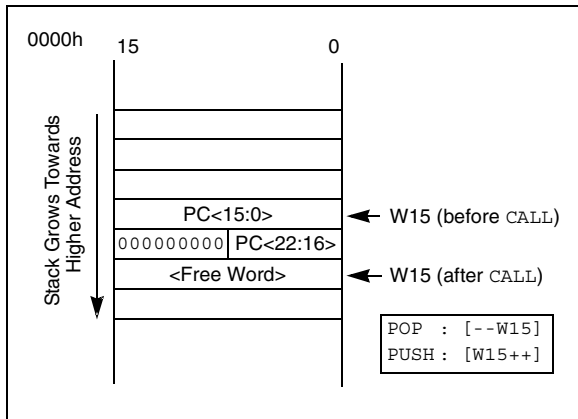 0000h
15 0
Stack Grows Towards
Higher Address
PC<15:0>
W15 (before CALL)
000000000 PC<22:16>
<Free Word>
W15 (after CALL)
POP : [--W15]
PUSH : [W15++]